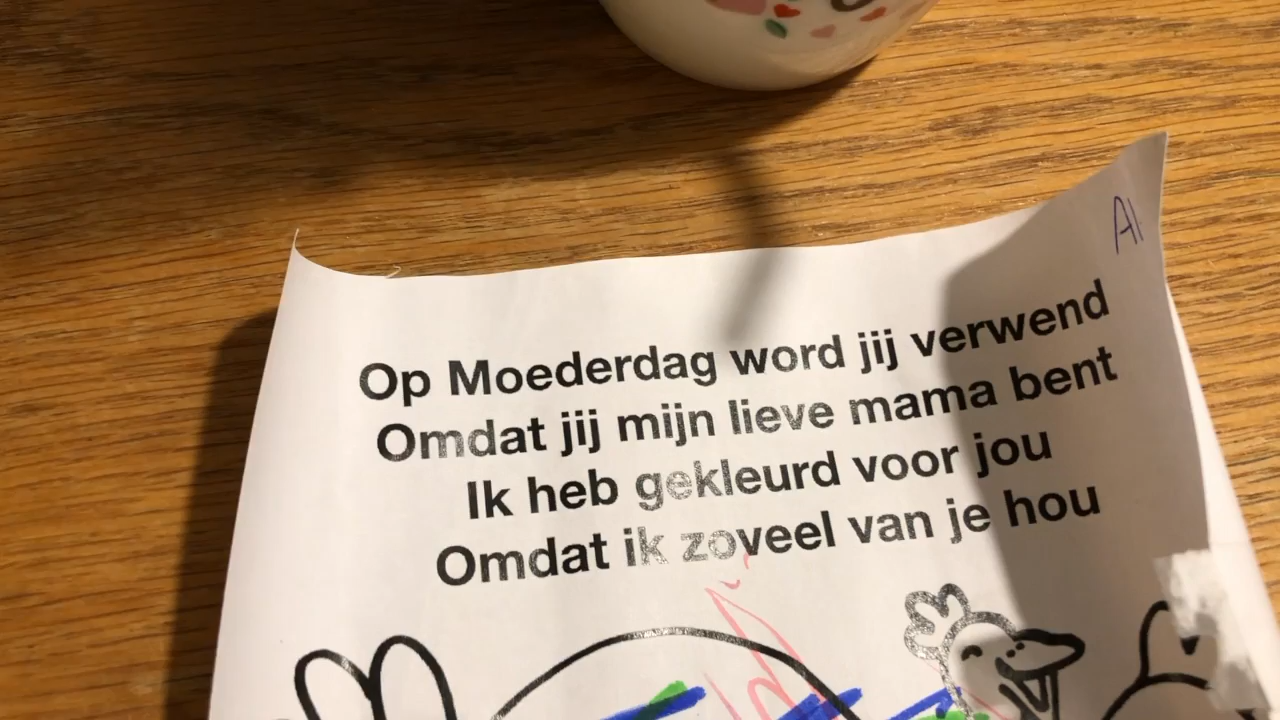 Al
Op Moederdag word jij verwend
Omdat jij mijn lieve mama bent
Ik heb gekleurd voor jou
Omdat ik zoveel van je hou